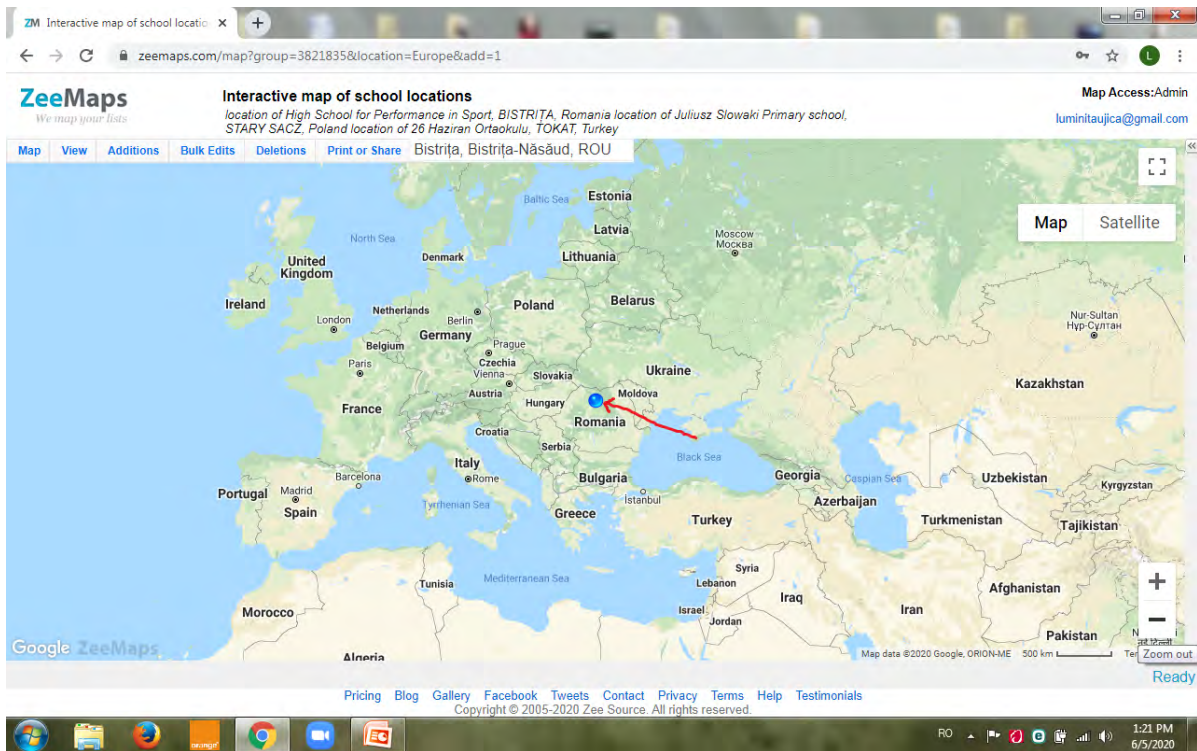 ZM Interactive map of school locatio
zeemaps.com/map?group=3821835&location=Europe&add=1
L
ZeeMaps
We map your lists
Interactive map of school locations
location of High School for Performance in Sport, BISTRIȚA, Romania location of Juliusz Slowaki Primary school,
STARY SACZ, Poland location of 26 Haziran Ortaokulu, TOKAT, Turkey
Map Access:Admin
luminitaujica@gmail.com
Map View Additions Bulk Edits Deletions Print or Share Bistrița, Bistrița-Năsăud, ROU
Map Satellite
Baltic Sea
Estonia
North Sea
Latvia
Moscow
Москва
Denmark
Lithuania
United
Kingdom
Ireland
Netherlands
Poland
Belarus
London
Berlin
Nur-Sultan
Нұр-Сұлтан
Germany
Belgium
Prague
Paris
Czechia
Vienna
Slovakia
Ukraine
Kazakhstan
Austria
Hungary
Moldova
France
Romania
Croatia
Serbia
Black Sea
Italy
Rome
Barcelona
Bulgaria
Georgia
Caspian Sea
Uzbekistan
Kyrgyzstan
Portugal
Madrid
Spain
Tyrrhenian Sea
Greece
Istanbul
Azerbaijan
Turkey
Turkmenistan
Tajikistan
Syria
Tunisia
Mediterranean Sea
Lebanon
Iraq
Afghanistan
Morocco
Israel
Jordan
Iran
Pakistan
Algeria
Google ZeeMaps
Map data ©2020 Google, ORION-ME 500 km
Zoom out
Ready
Pricing Blog Gallery Facebook Tweets Contact Privacy Terms Help Testimonials
Copyright © 2005-2020 Zee Source. All rights reserved.
orange
RO
1:21 PM
6/5/2020